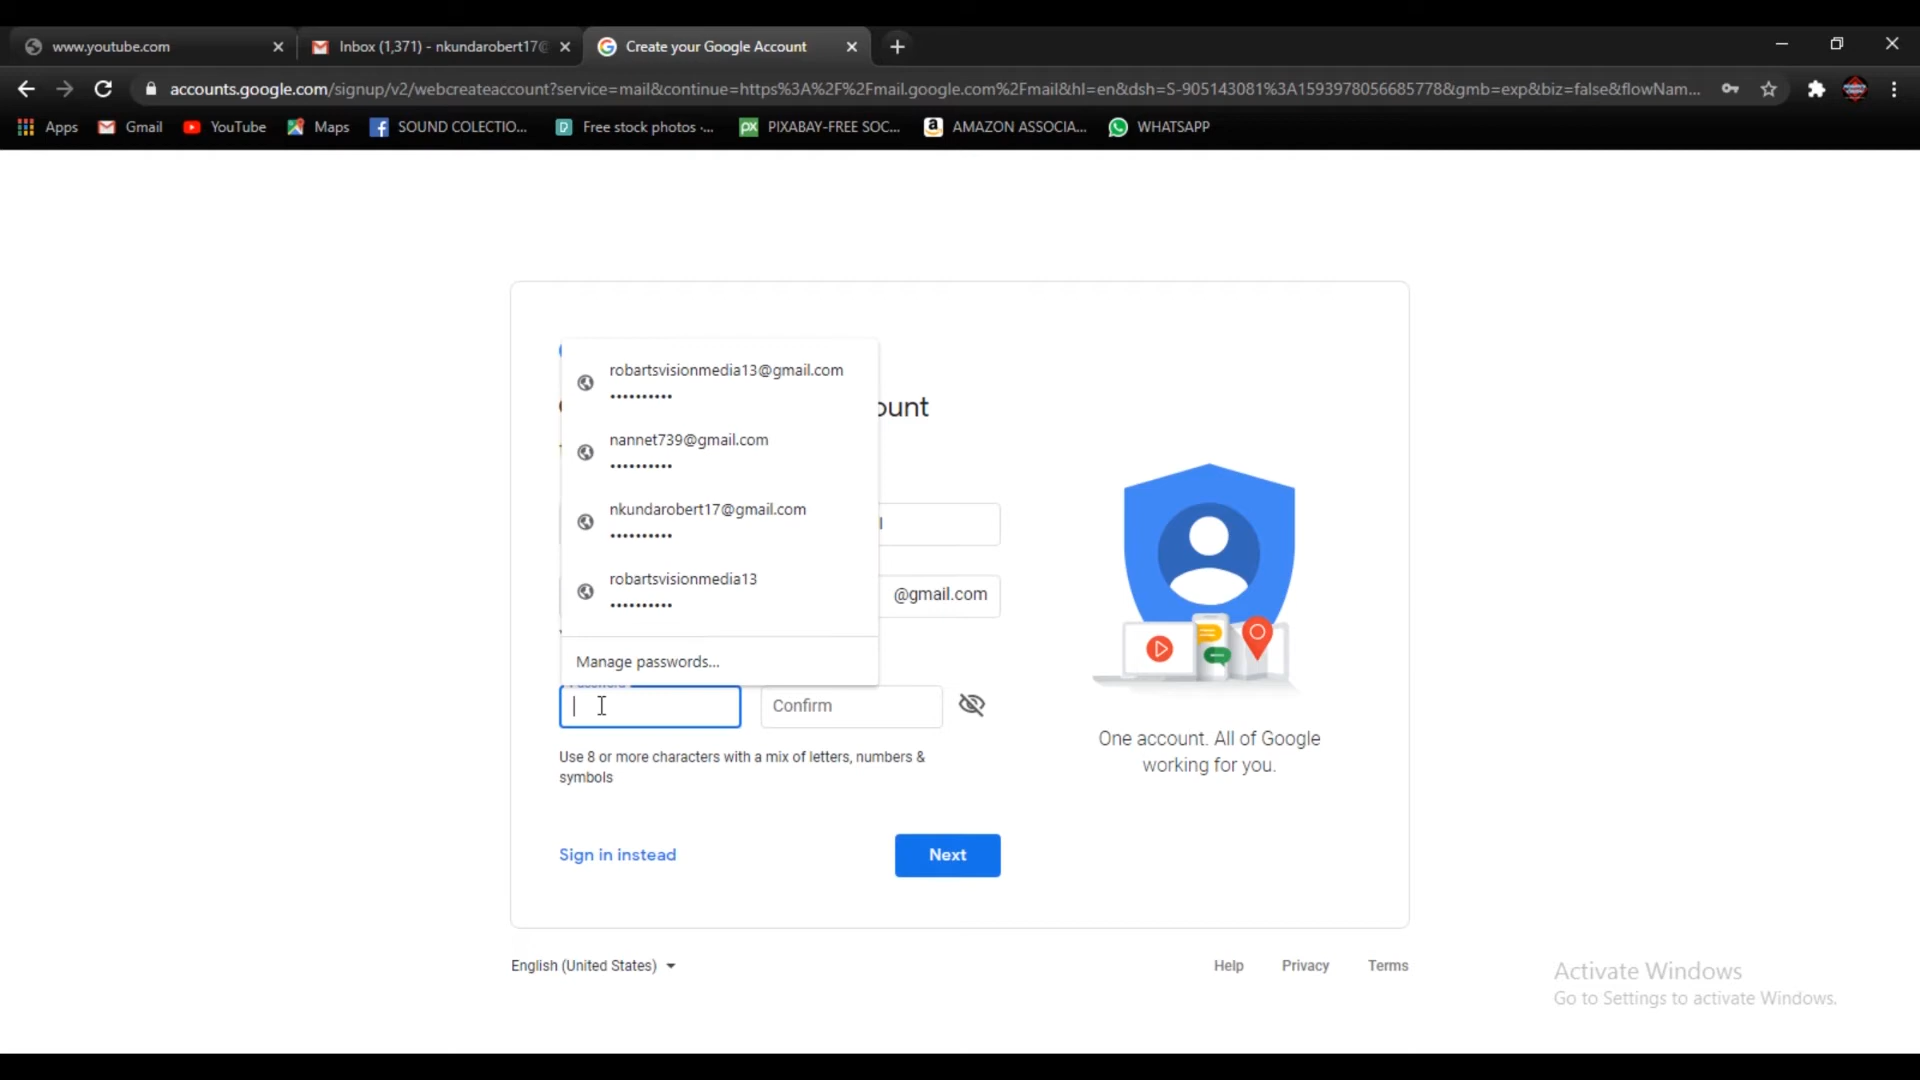 www.youtube.com
Inbox (1,371) - nkundarobert17@
Create your Google Account
accounts.google.com/signup/v2/webcreateaccount?service=mail&continue=https%3A%2F%2Fmail.google.com%2Fmail&hl=en&dsh=S-905143081%3A1593978056685778&gmb=exp&biz=false&flowNam...
Apps
Gmail
YouTube
Maps
SOUND COLECTIO...
Free stock photos ·...
PIXABAY-FREE SOC...
AMAZON ASSOCIA...
WHATSAPP
robartsvisionmedia13@gmail.com
••••••••••
ount
nannet739@gmail.com
••••••••••
nkundarobert17@gmail.com
••••••••••
robartsvisionmedia13
••••••••••
@gmail.com
Manage passwords...
Confirm
Use 8 or more characters with a mix of letters, numbers &
symbols
One account. All of Google
working for you.
Sign in instead
Next
English (United States)
Help
Privacy
Terms
Activate Windows
Go to Settings to activate Windows.